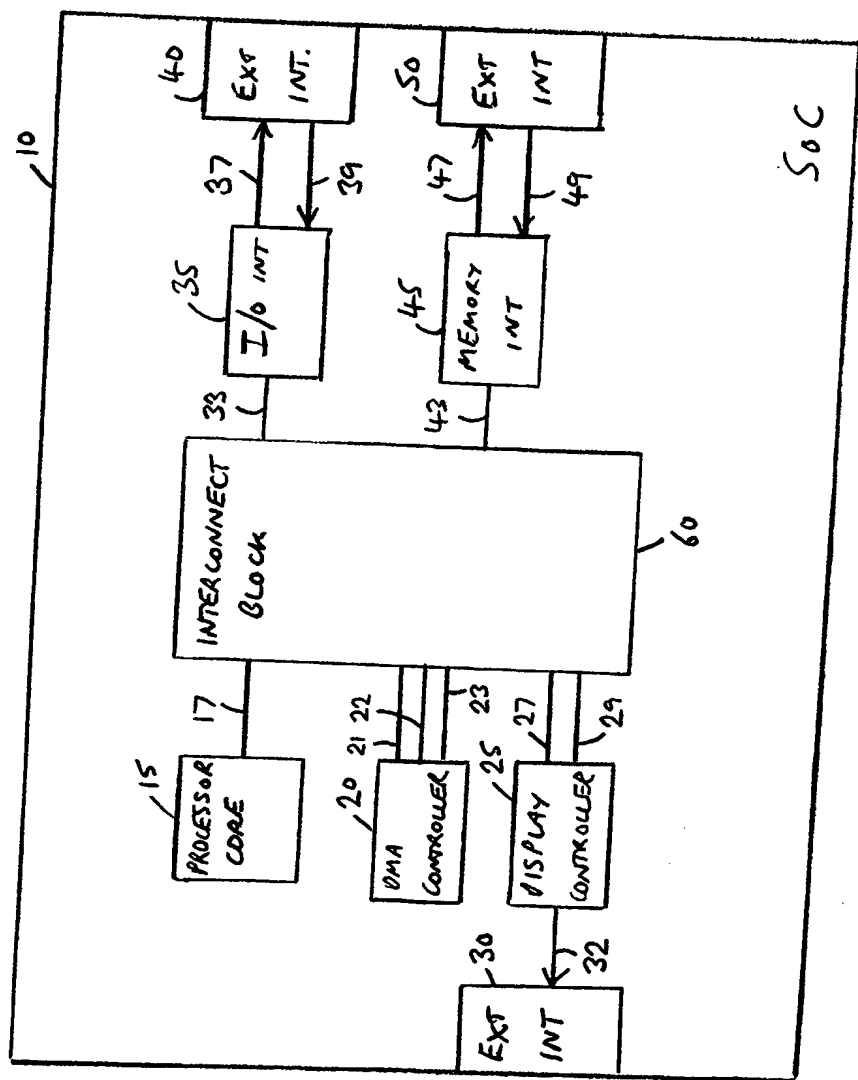 10
15
PROCESSOR
CORE
17
INTERCONNECT
BLOCK
33
35
I/O INT
37
39
40
EXT
INT.
20
DMA
CONTROLLER
21
22
23
43
45
MEMORY
INT
47
49
50
EXT
INT
30
EXT
INT
32
25
DISPLAY
CONTROLLER
27
29
60
SoC